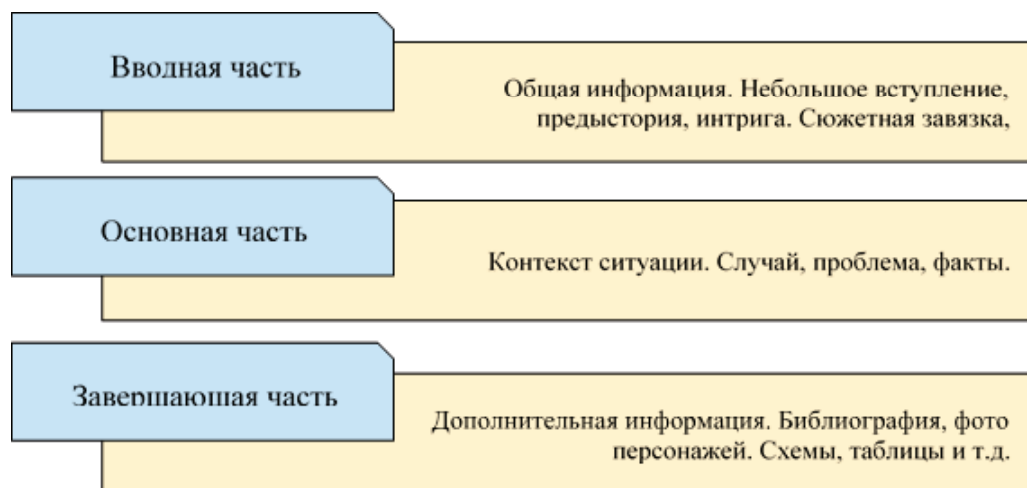 Вводная часть
Общая информация. Небольшое вступление,
предыстория, интрига. Сюжетная завязка,
Основная часть
Контекст ситуации. Случай, проблема, факты.
Завершающая часть
Дополнительная информация. Библиография, фото
персонажей. Схемы, таблицы и т.д.